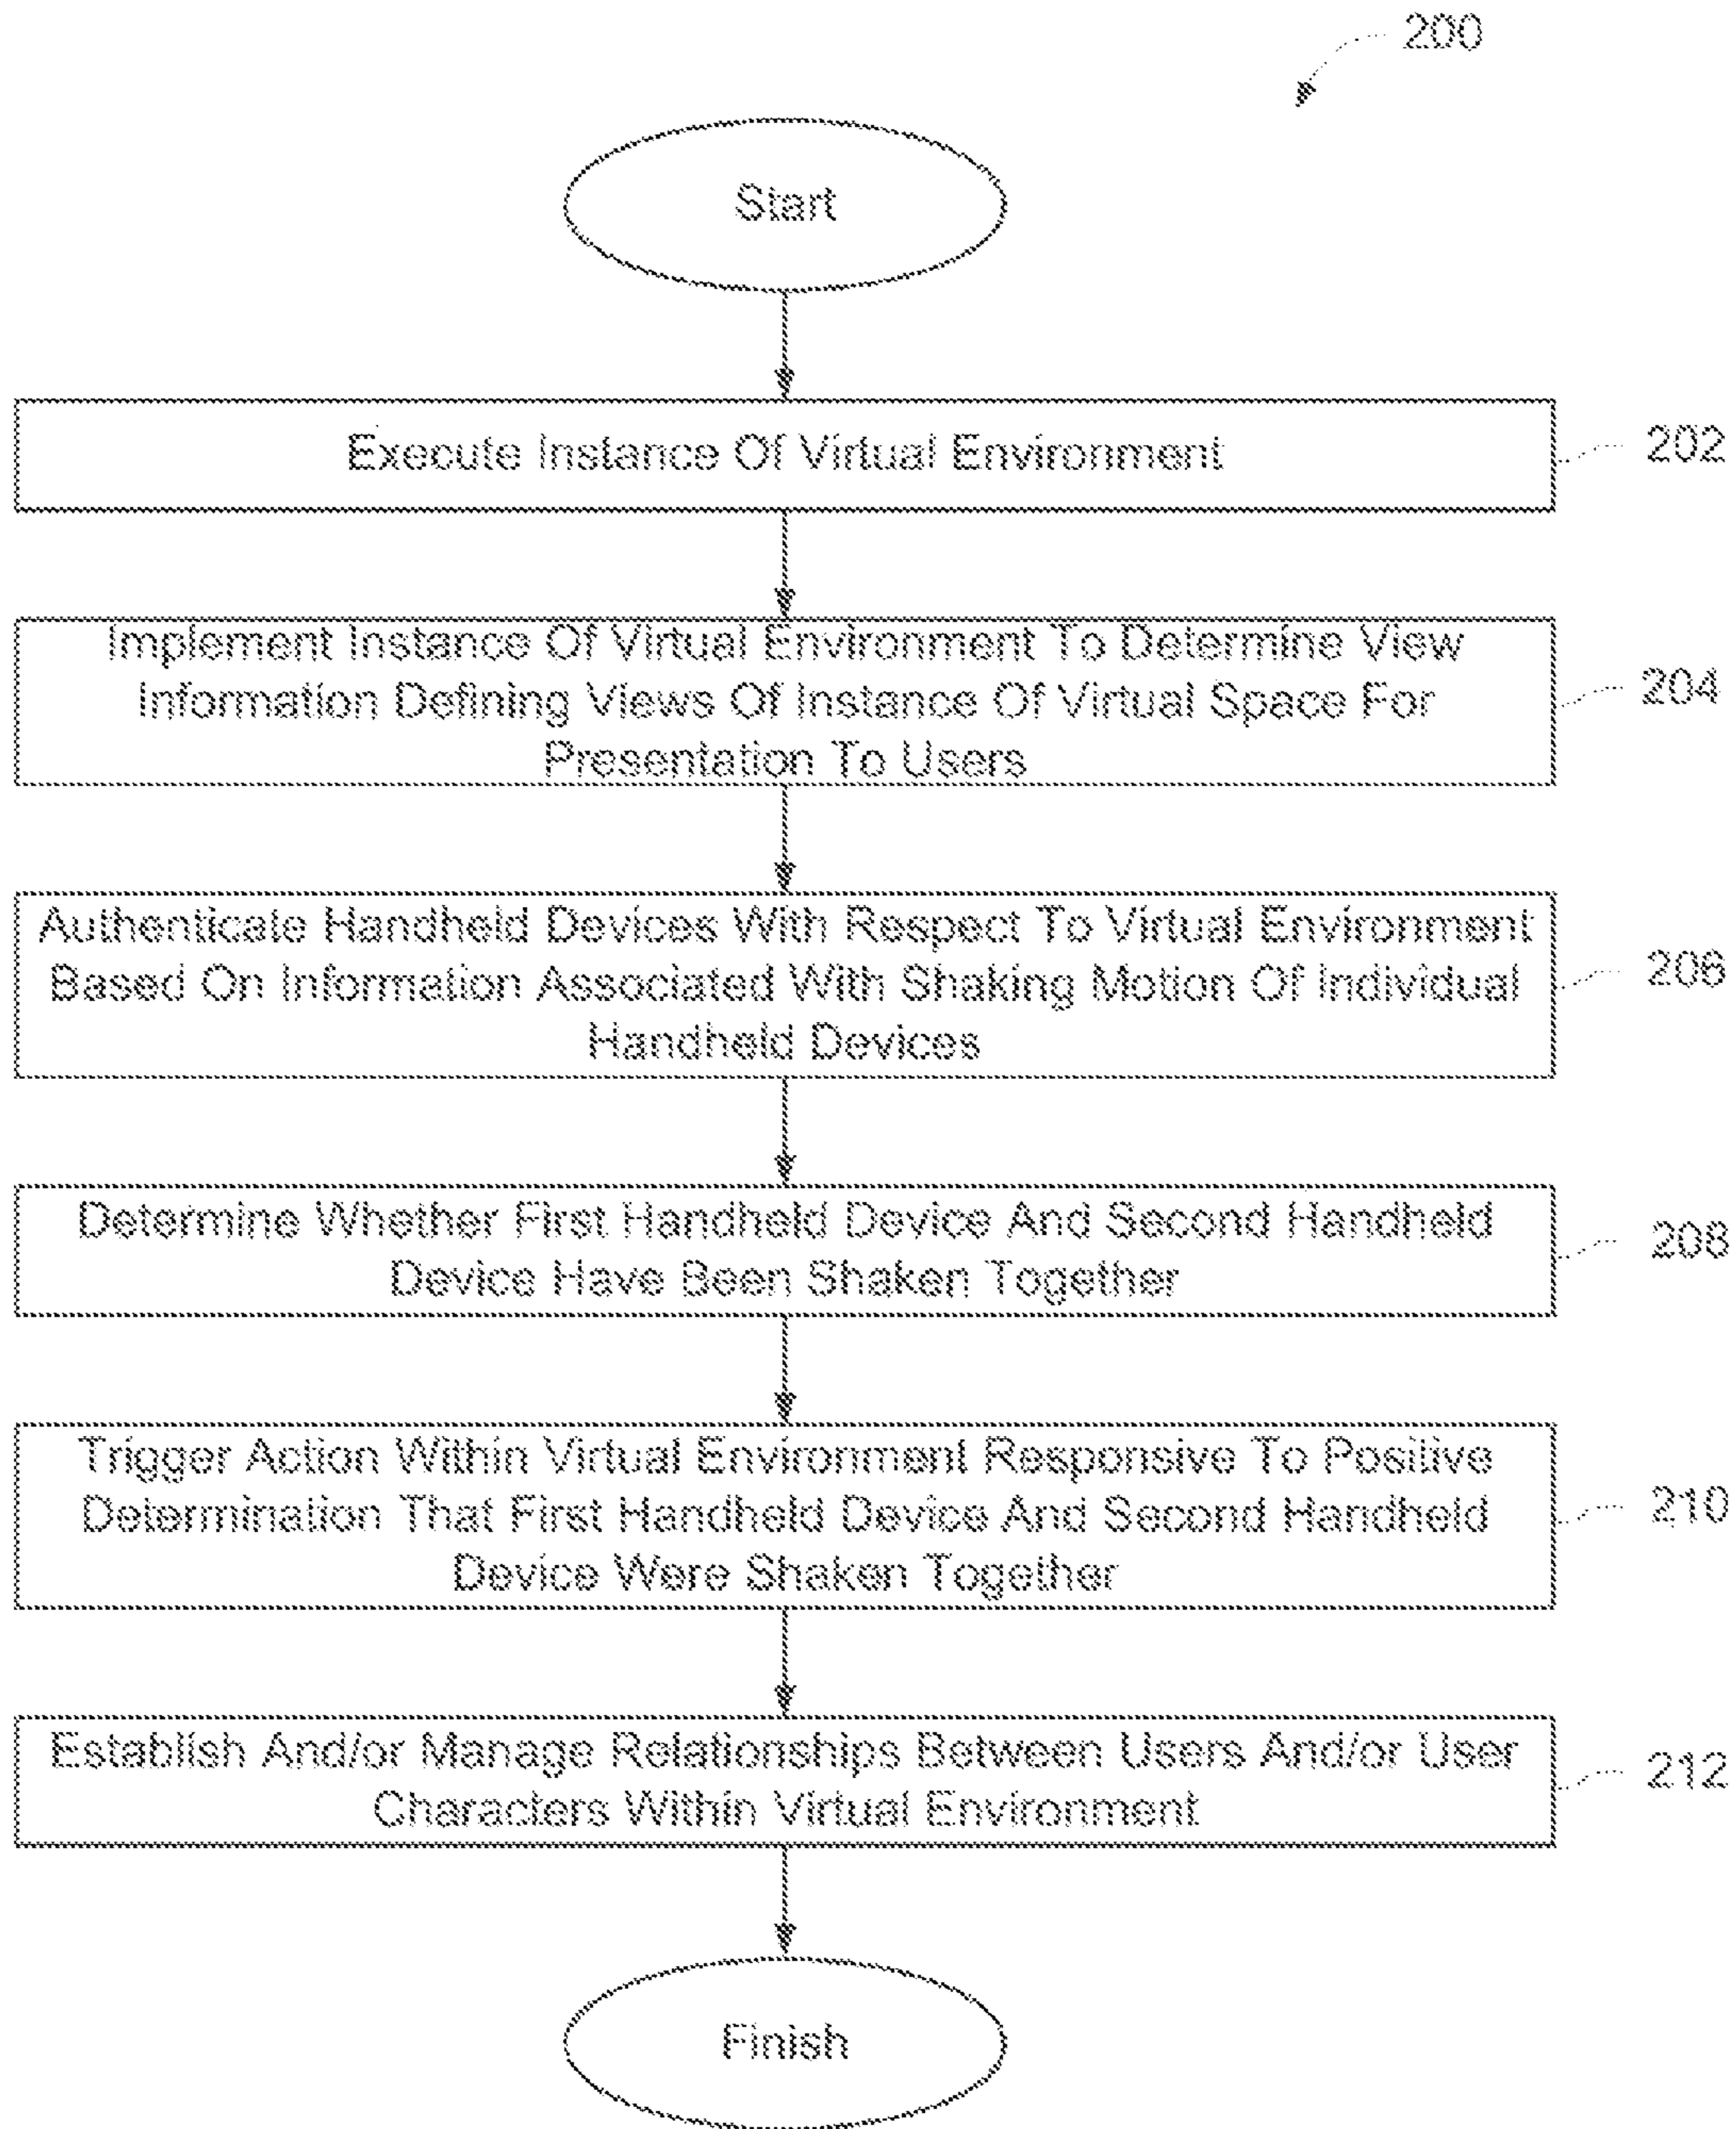 200
Start
Execute Instance Of Virtual Environment
202
Implement Instance Of Virtual Environment To Determine View
Information Defining Views Of Instance Of Virtual Space For
Presentation To Users
204
Authenticate Handheld Devices With Respect To Virtual Environment
Based On Information Associated With Shaking Motion Of Individual
Handheld Devices
206
Determine Whether First Handheld Device And Second Handheld
Device Have Been Shaken Together
208
Trigger Action Within Virtual Environment Responsive To Positive
Determination That First Handheld Device And Second Handheld
Device Were Shaken Together
210
Establish And/or Manage Relationships Between Users And/or User
Characters Within Virtual Environment
212
Finish